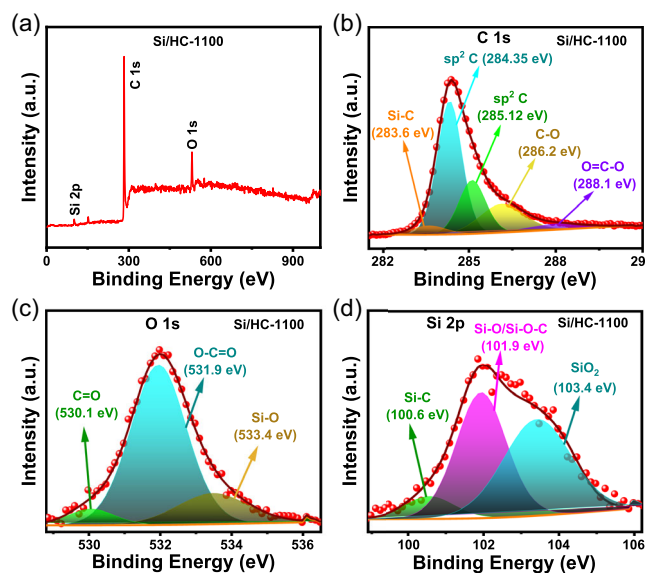 (a)
Si/HC-1100
C 1s
O 1s
Si 2p
Intensity (a.u.)
0 300 600 900
Binding Energy (eV)
(b)
C 1s
Si/HC-1100
sp² C
(284.35 eV)
sp² C
(285.12 eV)
Si-C
(283.6 eV)
C-O
(286.2 eV)
O=C-O
(288.1 eV)
Intensity (a.u.)
282 285 288 29
Binding Energy (eV)
(c)
O 1s
Si/HC-1100
O-C=O
(531.9 eV)
C=O
(530.1 eV)
Si-O
(533.4 eV)
Intensity (a.u.)
530 532 534 536
Binding Energy (eV)
(d)
Si 2p
Si/HC-1100
Si-O/Si-O-C
(101.9 eV)
SiO₂
(103.4 eV)
Si-C
(100.6 eV)
Intensity (a.u.)
100 102 104 106
Binding Energy (eV)